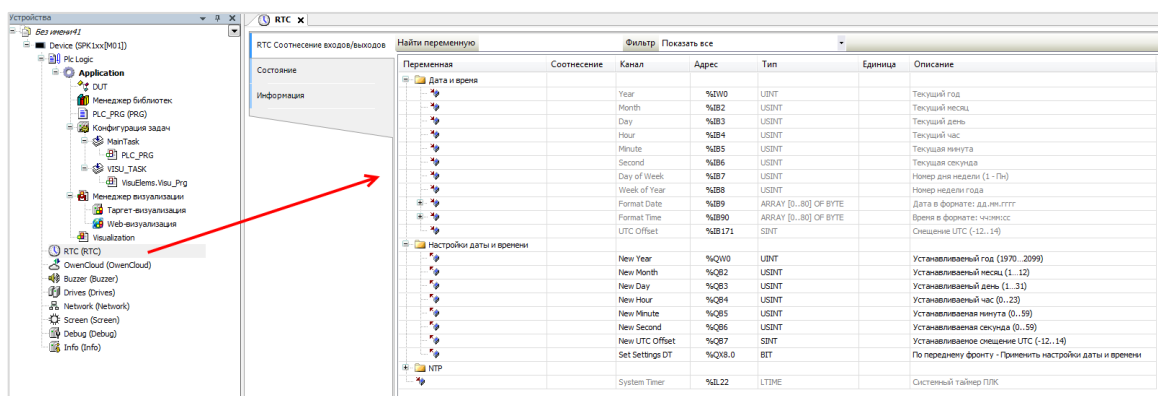 Устройства
Без имени41
Device (SPK1xx[M01])
Plc Logic
Application
DUT
Менеджер библиотек
PLC_PRG (PRG)
Конфигурация задач
MainTask
PLC_PRG
VISU_TASK
VisuElems.Visu_Prg
Менеджер визуализации
Таргет-визуализация
Web-визуализация
Visualization
RTC (RTC)
OwenCloud (OwenCloud)
Buzzer (Buzzer)
Drives (Drives)
Network (Network)
Screen (Screen)
Debug (Debug)
Info (Info)
RTC
RTC Соотнесение входов/выходов
Состояние
Информация
Найти переменную Фильтр Показать все
Переменная Соотнесение Канал Адрес Тип Единица Описание
Дата и время
Year %IW0 UINT Текущий год
Month %IB2 USINT Текущий месяц
Day %IB3 USINT Текущий день
Hour %IB4 USINT Текущий час
Minute %IB5 USINT Текущая минута
Second %IB6 USINT Текущая секунда
Day of Week %IB7 USINT Номер дня недели (1 - Пн)
Week of Year %IB8 USINT Номер недели года
Format Date %IB9 ARRAY [0..80] OF BYTE Дата в формате: дд.мм.гггг
Format Time %IB90 ARRAY [0..80] OF BYTE Время в формате: чч:мм:сс
UTC Offset %IB171 SINT Смещение UTC (-12..14)
Настройки даты и времени
New Year %QW0 UINT Устанавливаемый год (1970...2099)
New Month %QB2 USINT Устанавливаемый месяц (1...12)
New Day %QB3 USINT Устанавливаемый день (1...31)
New Hour %QB4 USINT Устанавливаемый час (0..23)
New Minute %QB5 USINT Устанавливаемая минута (0..59)
New Second %QB6 USINT Устанавливаемая секунда (0..59)
New UTC Offset %QB7 SINT Устанавливаемое смещение UTC (-12..14)
Set Settings DT %QX8.0 BIT По переднему фронту - Применить настройки даты и времени
NTP
System Timer %IL22 LTIME Системный таймер ПЛК